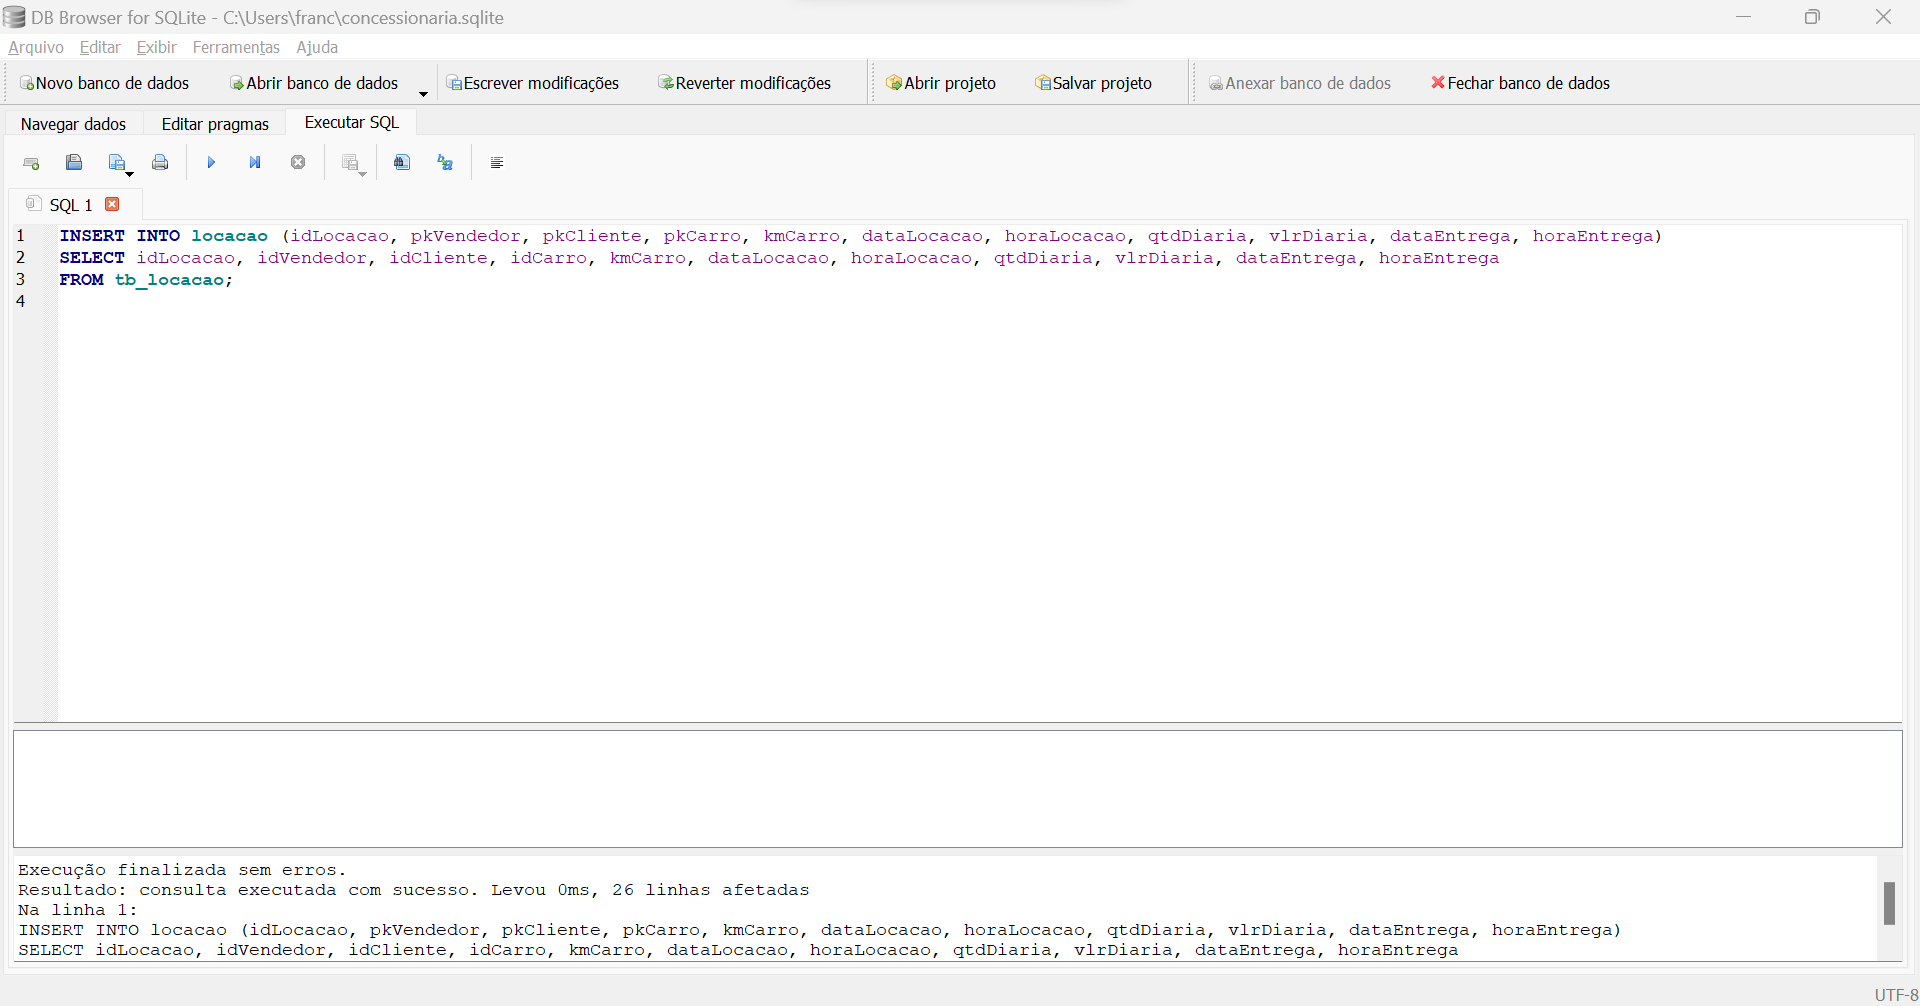 DB Browser for SQLite - C:\Users\franc\concessionaria.sqlite
Arquivo Editar Exibir Ferramentas Ajuda
Novo banco de dados Abrir banco de dados Escrever modificações Reverter modificações Abrir projeto Salvar projeto Anexar banco de dados Fechar banco de dados
Navegar dados Editar pragmas Executar SQL
SQL 1
1 INSERT INTO locacao (idLocacao, pkVendedor, pkCliente, pkCarro, kmCarro, dataLocacao, horaLocacao, qtdDiaria, vlrDiaria, dataEntrega, horaEntrega)
2 SELECT idLocacao, idVendedor, idCliente, idCarro, kmCarro, dataLocacao, horaLocacao, qtdDiaria, vlrDiaria, dataEntrega, horaEntrega
3 FROM tb_locacao;
4
Execução finalizada sem erros.
Resultado: consulta executada com sucesso. Levou 0ms, 26 linhas afetadas
Na linha 1:
INSERT INTO locacao (idLocacao, pkVendedor, pkCliente, pkCarro, kmCarro, dataLocacao, horaLocacao, qtdDiaria, vlrDiaria, dataEntrega, horaEntrega)
SELECT idLocacao, idVendedor, idCliente, idCarro, kmCarro, dataLocacao, horaLocacao, qtdDiaria, vlrDiaria, dataEntrega, horaEntrega
UTF-8